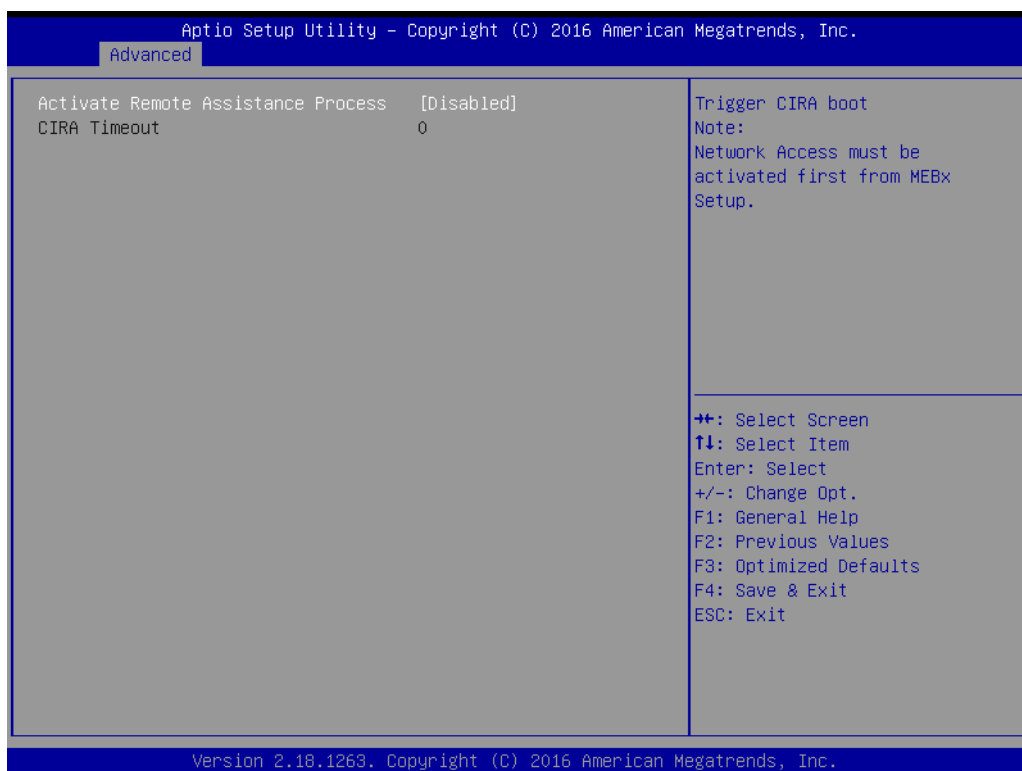 Aptio Setup Utility – Copyright (C) 2016 American Megatrends, Inc.
Advanced
Activate Remote Assistance Process [Disabled]
CIRA Timeout 0
Trigger CIRA boot
Note:
Network Access must be
activated first from MEBx
Setup.
→←: Select Screen
↑↓: Select Item
Enter: Select
+/-: Change Opt.
F1: General Help
F2: Previous Values
F3: Optimized Defaults
F4: Save & Exit
ESC: Exit
Version 2.18.1263. Copyright (C) 2016 American Megatrends, Inc.